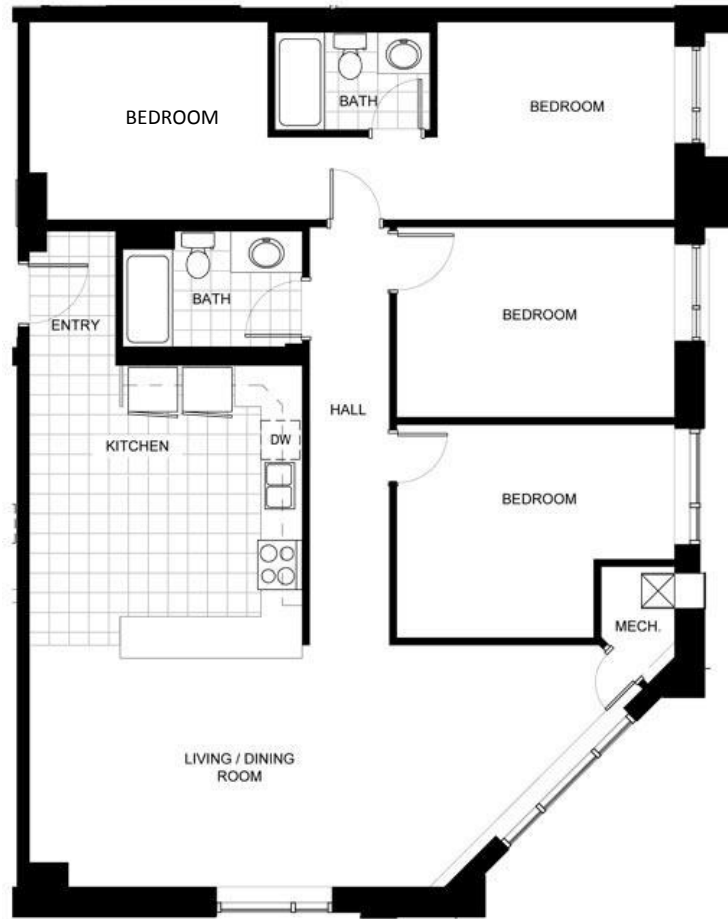 BEDROOM
BATH
BEDROOM
BATH
ENTRY
BEDROOM
HALL
KITCHEN
DW
BEDROOM
MECH.
LIVING / DINING
ROOM